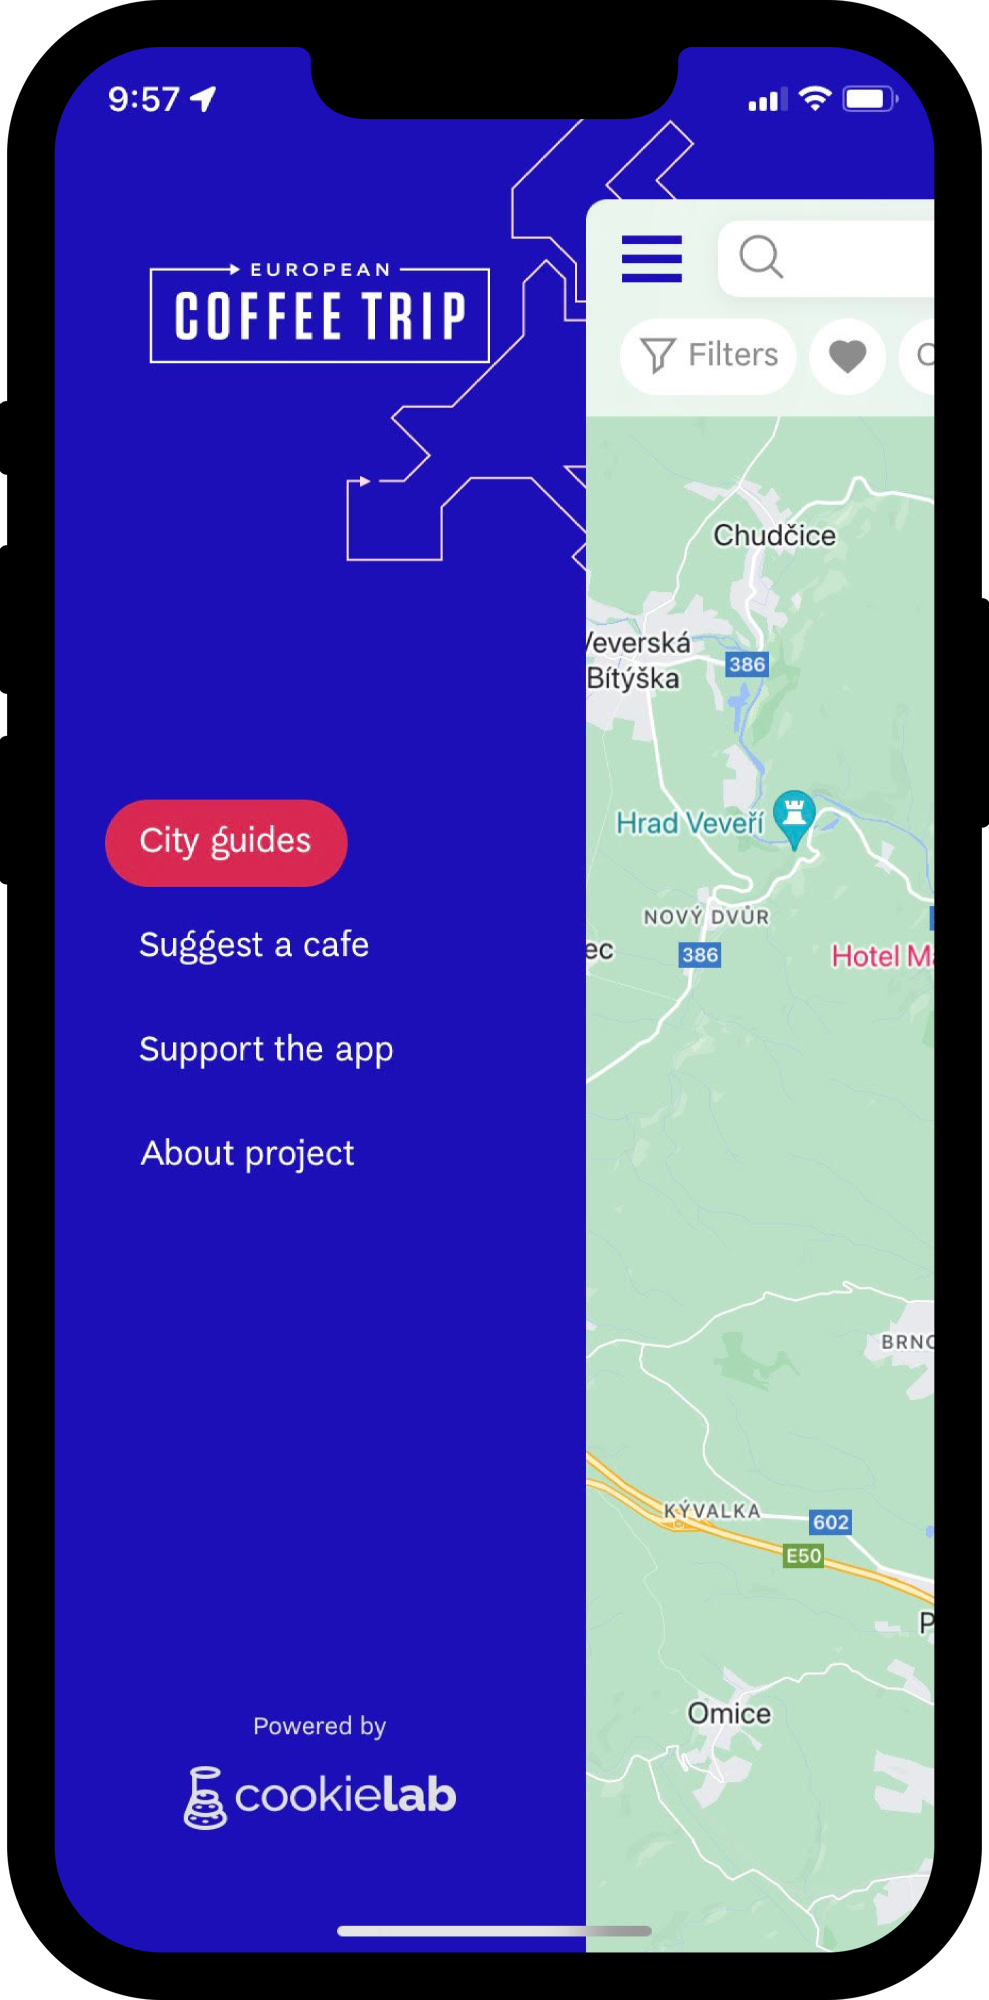 9:57
EUROPEAN
COFFEE TRIP
City guides
Suggest a cafe
Support the app
About project
Powered by
cookielab
Filters
Chudčice
Veverská
Bítýška
386
Hrad Veveří
NOVÝ DVŮR
386
ec
Hotel Ma
BRNO
KÝVALKA
602
E50
P
Omice